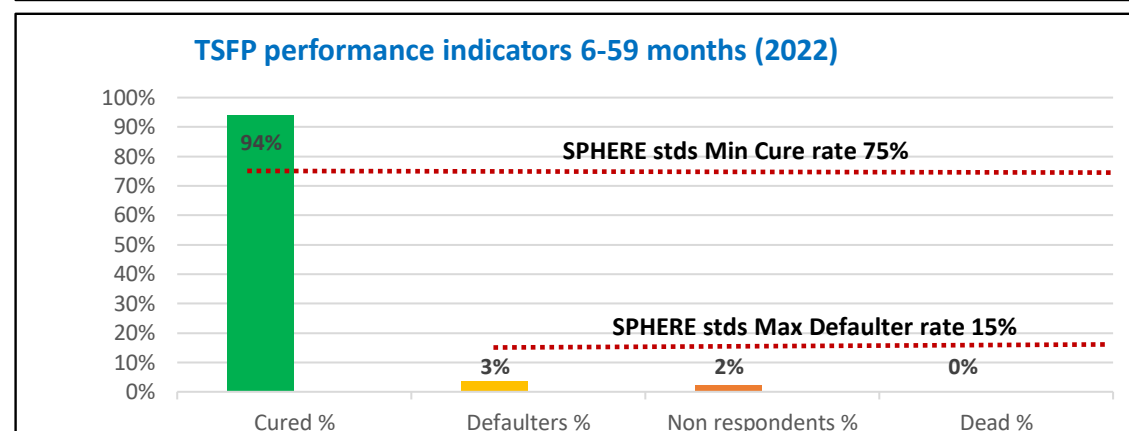 TSFP performance indicators 6-59 months (2022)
100%
90%
94%
80%
SPHERE stds Min Cure rate 75%
70%
60%
50%
40%
30%
20%
SPHERE stds Max Defaulter rate 15%
10%
3%
2%
0%
0%
Cured %
Defaulters %
Non respondents %
Dead %